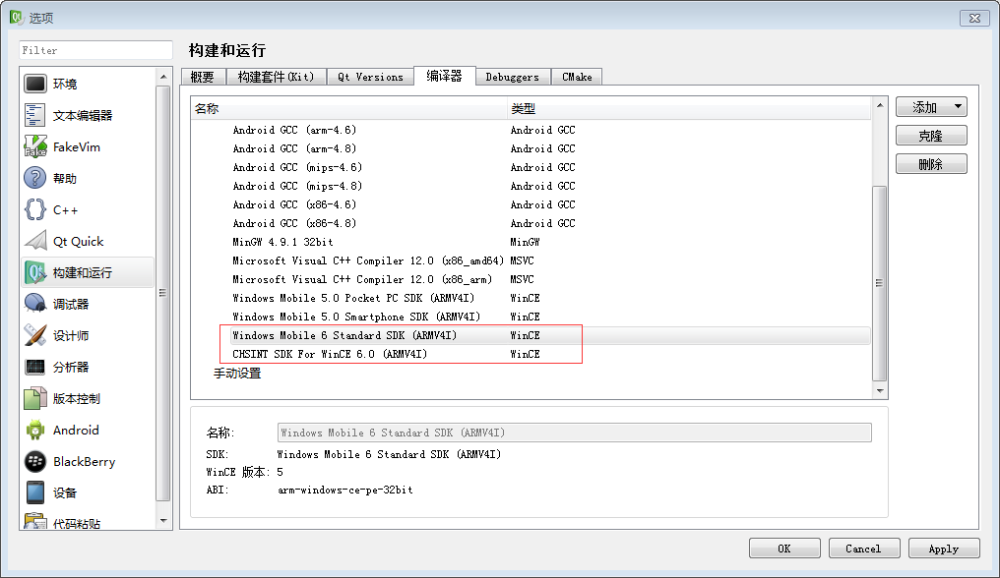 选项
Filter
环境
文本编辑器
FakeVim
帮助
C++
Qt Quick
构建和运行
调试器
设计师
分析器
版本控制
Android
BlackBerry
设备
代码粘贴
构建和运行
概要 构建套件(Kit) Qt Versions 编译器 Debuggers CMake
名称 类型
Android GCC (arm-4.6) Android GCC
Android GCC (arm-4.8) Android GCC
Android GCC (mips-4.6) Android GCC
Android GCC (mips-4.8) Android GCC
Android GCC (x86-4.6) Android GCC
Android GCC (x86-4.8) Android GCC
MinGW 4.9.1 32bit MinGW
Microsoft Visual C++ Compiler 12.0 (x86_amd64) MSVC
Microsoft Visual C++ Compiler 12.0 (x86_arm) MSVC
Windows Mobile 5.0 Pocket PC SDK (ARMV4I) WinCE
Windows Mobile 5.0 Smartphone SDK (ARMV4I) WinCE
Windows Mobile 6 Standard SDK (ARMV4I) WinCE
CHSINT SDK For WinCE 6.0 (ARMV4I) WinCE
手动设置
添加
克隆
删除
名称: Windows Mobile 6 Standard SDK (ARMV4I)
SDK: Windows Mobile 6 Standard SDK (ARMV4I)
WinCE 版本: 5
ABI: arm-windows-ce-pe-32bit
OK Cancel Apply